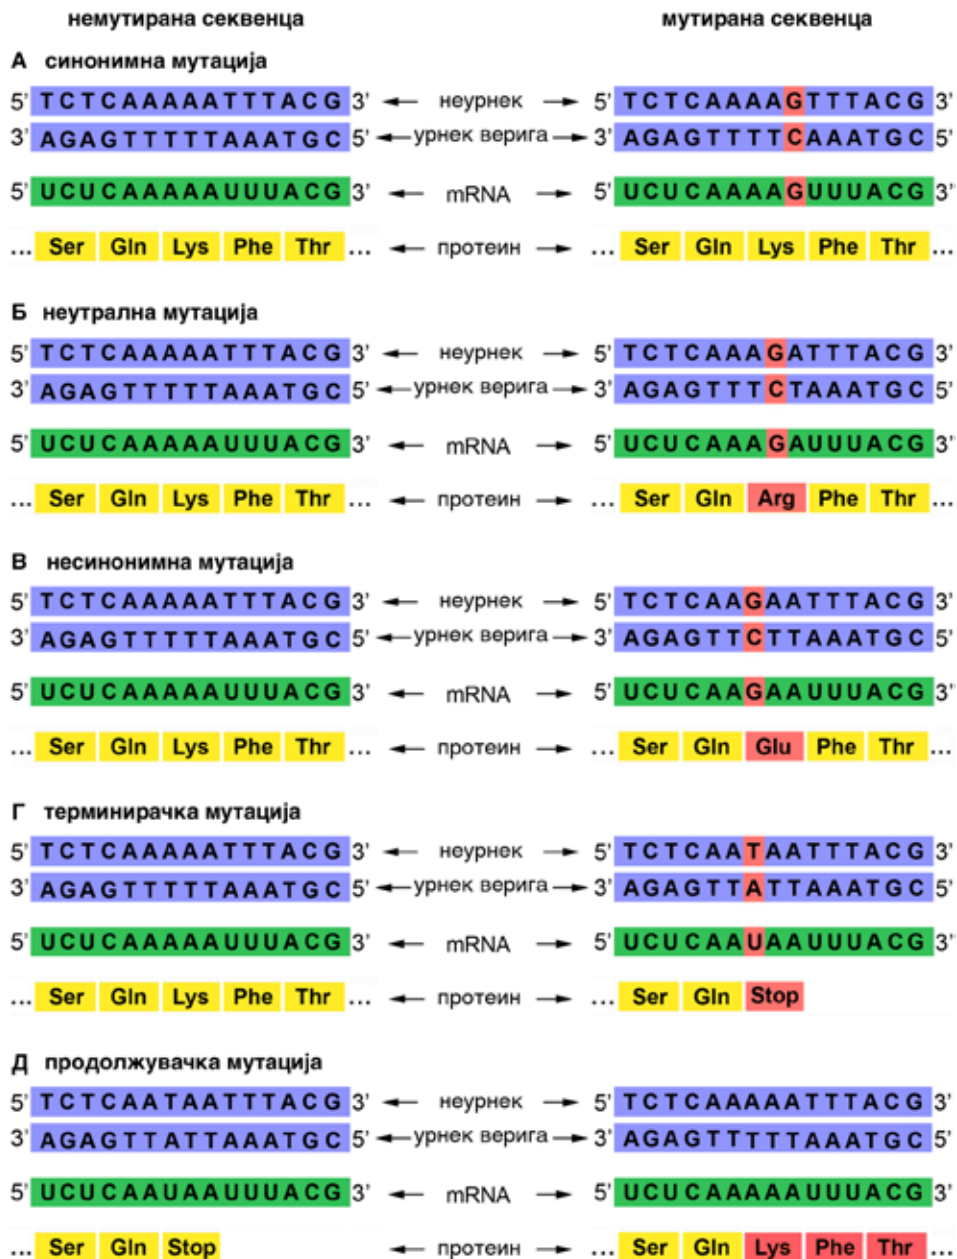 немутирана секвенца мутирана секвенца
А синонимна мутација
5' TCTCAAAAATTTACG 3' неурнек 5' TCTCAAAAGTTTACG 3'
3' AGAGTTTTTAAATGC 5' урнек верига 3' AGAGTTTTCAAATGC 5'
5' UCUCAAAAAUUUACG 3' mRNA 5' UCUCAAAAGUUUACG 3'
... Ser Gln Lys Phe Thr ... протеин ... Ser Gln Lys Phe Thr ...
Б неутрална мутација
5' TCTCAAAAATTTACG 3' неурнек 5' TCTCAAAGATTTACG 3'
3' AGAGTTTTTAAATGC 5' урнек верига 3' AGAGTTTCTAAATGC 5'
5' UCUCAAAAAUUUACG 3' mRNA 5' UCUCAAAGAUUUACG 3'
... Ser Gln Lys Phe Thr ... протеин ... Ser Gln Arg Phe Thr ...
В несинонимна мутација
5' TCTCAAAAATTTACG 3' неурнек 5' TCTCAAGAATTTACG 3'
3' AGAGTTTTTAAATGC 5' урнек верига 3' AGAGTTCTTAAATGC 5'
5' UCUCAAAAAUUUACG 3' mRNA 5' UCUCAAGAAUUUACG 3'
... Ser Gln Lys Phe Thr ... протеин ... Ser Gln Glu Phe Thr ...
Г терминирачка мутација
5' TCTCAAAAATTTACG 3' неурнек 5' TCTCAATAATTTACG 3'
3' AGAGTTTTTAAATGC 5' урнек верига 3' AGAGTTATTAAATGC 5'
5' UCUCAAAAAUUUACG 3' mRNA 5' UCUCAAUAAUUUACG 3'
... Ser Gln Lys Phe Thr ... протеин ... Ser Gln Stop
Д продолжувачка мутација
5' TCTCAATAATTTACG 3' неурнек 5' TCTCAAAAATTTACG 3'
3' AGAGTTATTAAATGC 5' урнек верига 3' AGAGTTTTTAAATGC 5'
5' UCUCAAUAAUUUACG 3' mRNA 5' UCUCAAAAAUUUACG 3'
... Ser Gln Stop протеин ... Ser Gln Lys Phe Thr ...